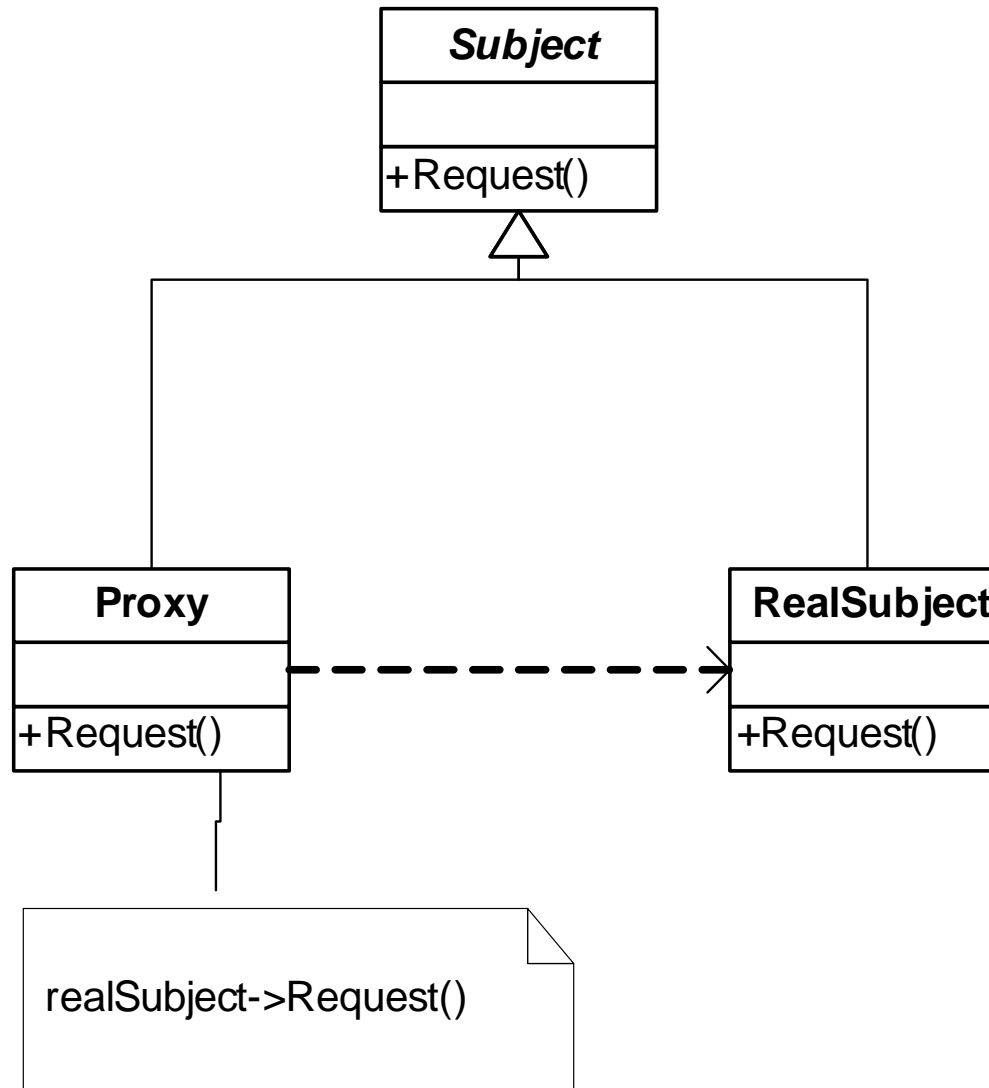 Subject
+Request()
Proxy
RealSubject
+Request()
+Request()
realSubject->Request()